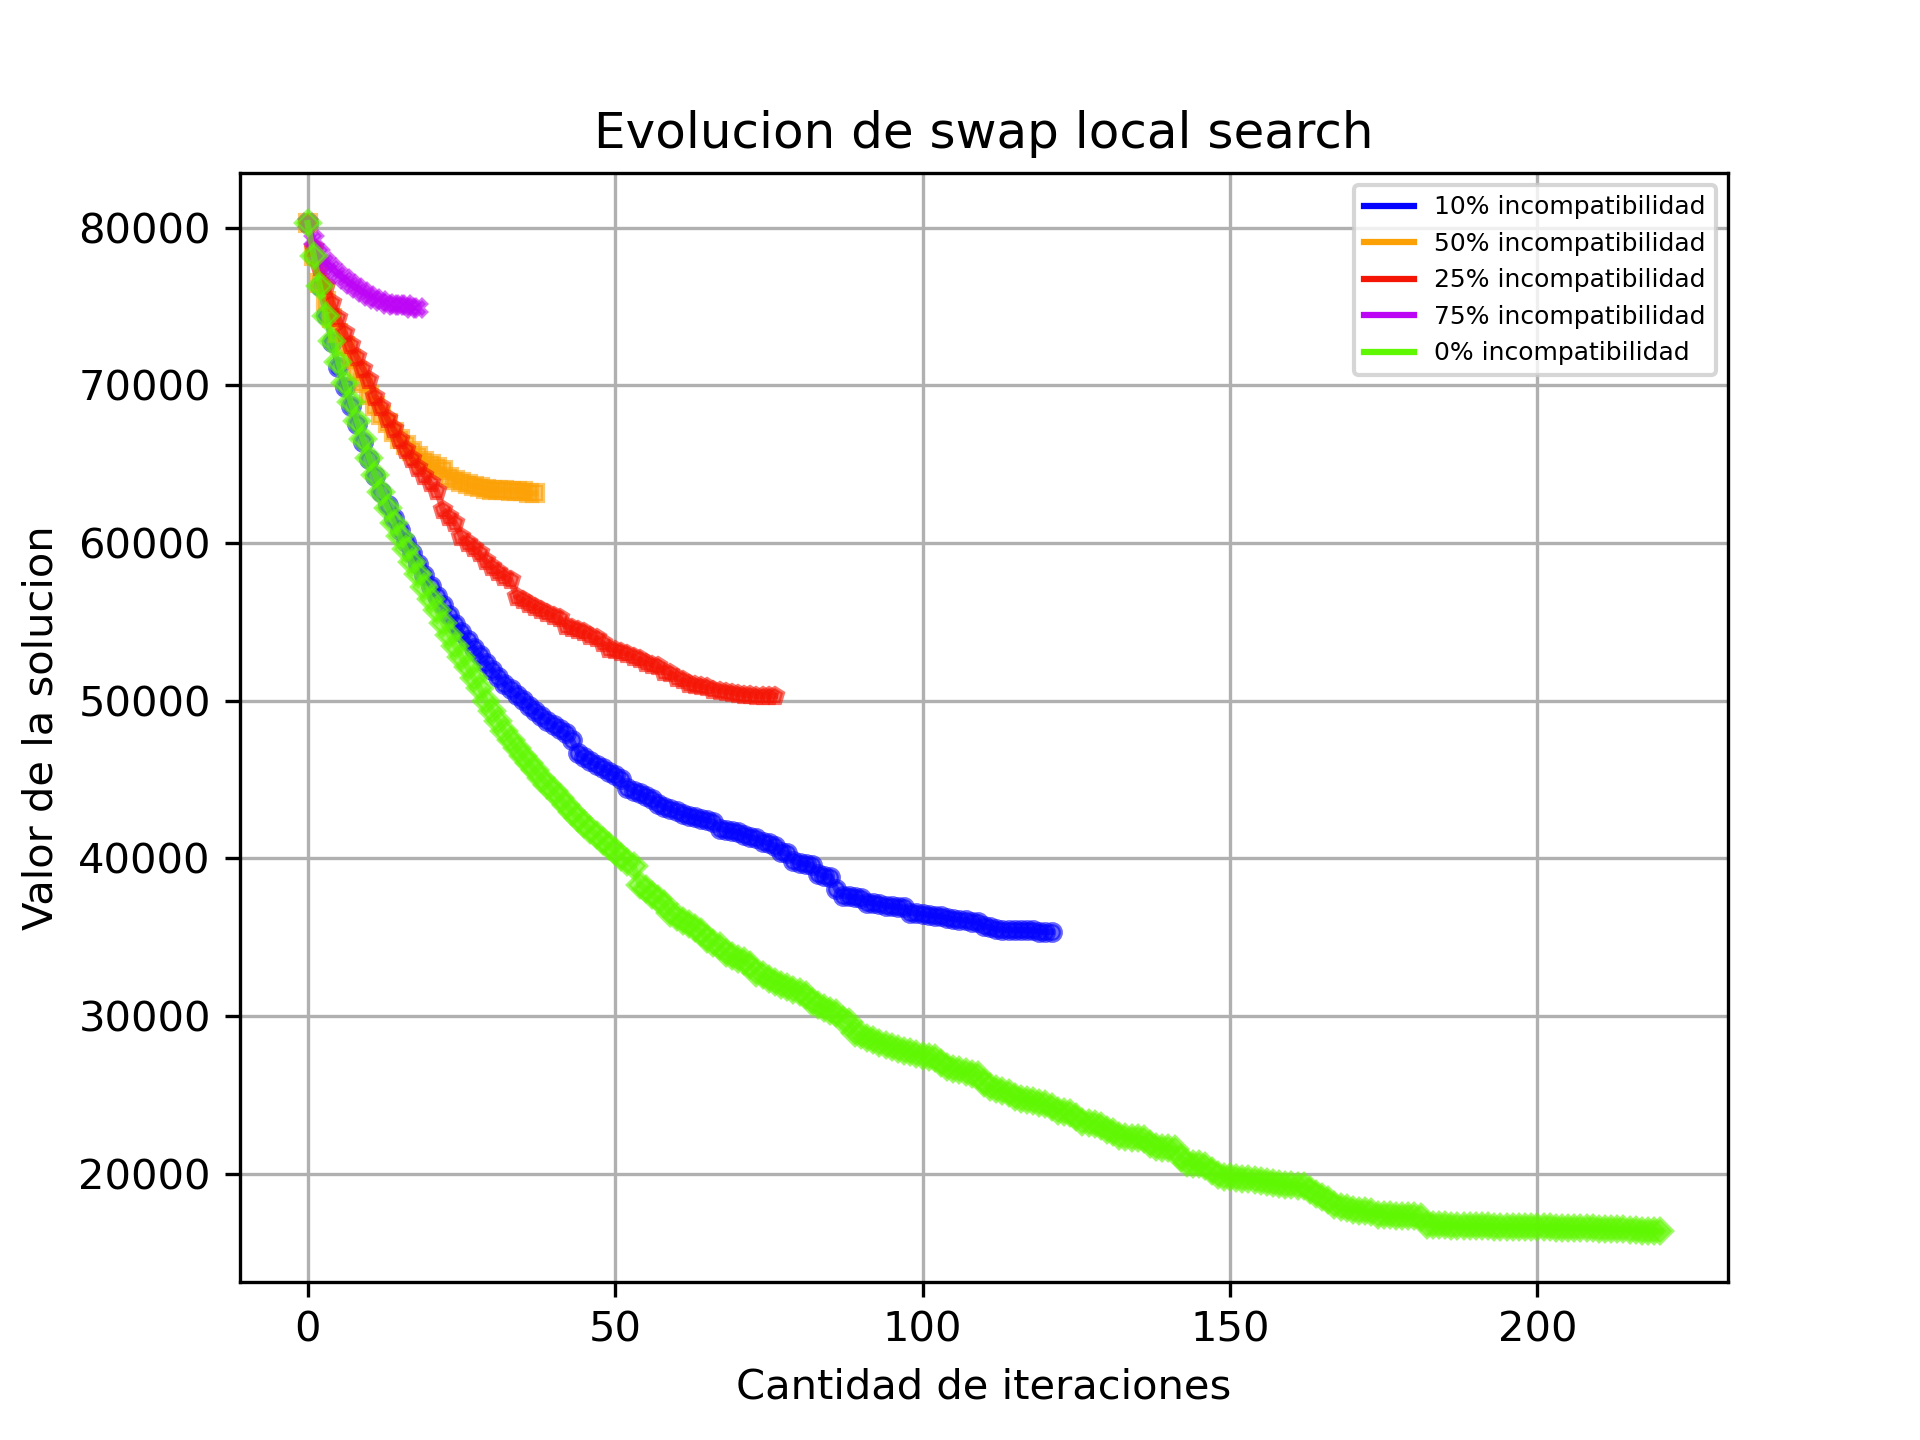 Evolucion de swap local search
10% incompatibilidad
50% incompatibilidad
25% incompatibilidad
75% incompatibilidad
0% incompatibilidad
80000
70000
60000
50000
40000
30000
20000
Valor de la solucion
0 50 100 150 200
Cantidad de iteraciones